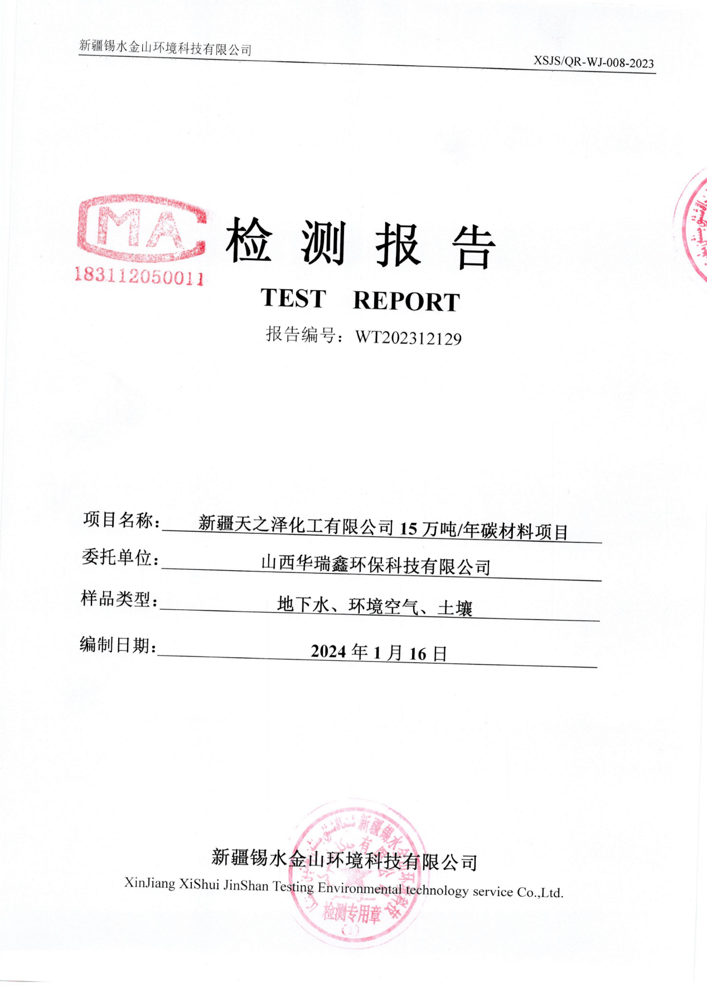 新疆锡水金山环境科技有限公司
XSJS/QR-WJ-008-2023
MA
183112050011
检 测 报 告
TEST REPORT
报告编号：WT202312129
项目名称： 新疆天之泽化工有限公司 15 万吨/年碳材料项目
委托单位： 山西华瑞鑫环保科技有限公司
样品类型： 地下水、环境空气、土壤
编制日期： 2024 年 1 月 16 日
新疆锡水金山环境科技有限公司
XinJiang XiShui JinShan Testing Environmental technology service Co.,Ltd.
新疆锡水金山环境科技
有限公司
检测专用章
(1)